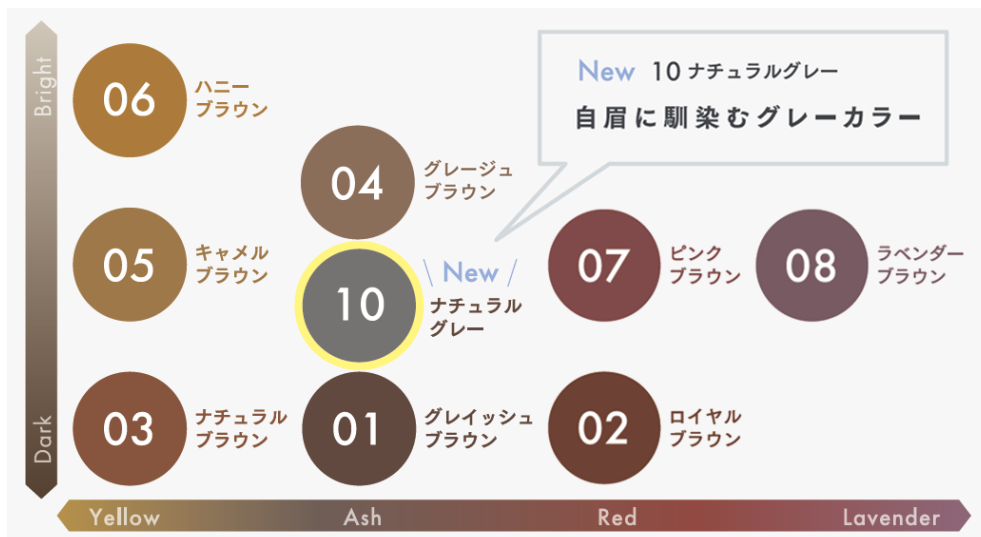 Bright
Dark
06
ハニー
ブラウン
New 10 ナチュラルグレー
自眉に馴染むグレーカラー
04
グレージュ
ブラウン
05
キャメル
ブラウン
\ New /
10
ナチュラル
グレー
07
ピンク
ブラウン
08
ラベンダー
ブラウン
03
ナチュラル
ブラウン
01
グレイッシュ
ブラウン
02
ロイヤル
ブラウン
Yellow
Ash
Red
Lavender